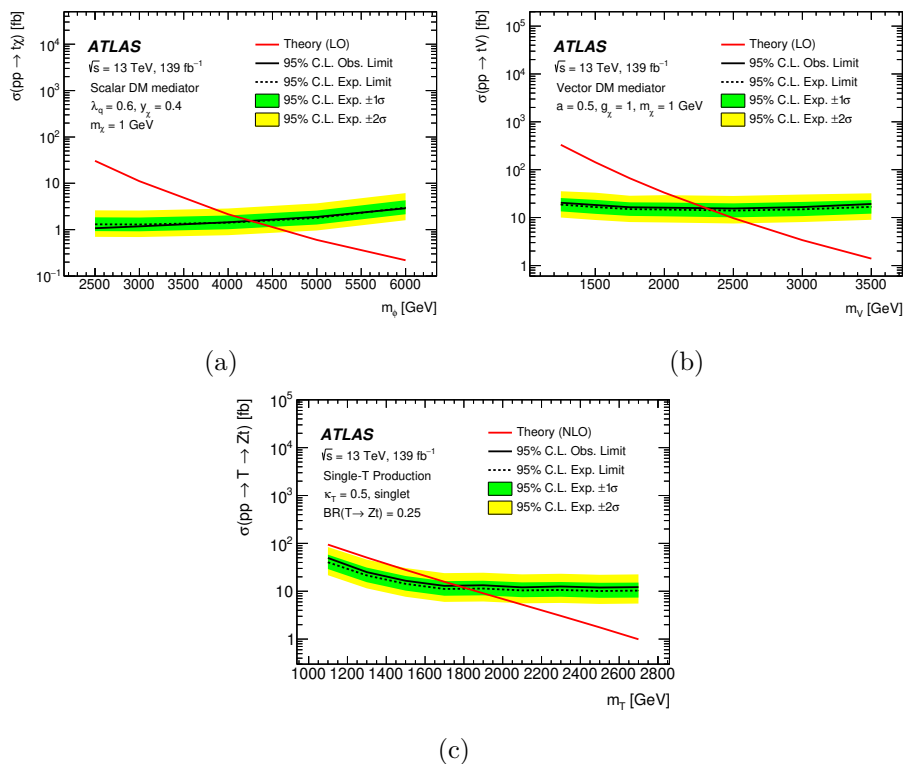 σ(pp → tχ) [fb]
10⁴
10³
10²
10
1
10⁻¹
ATLAS
√s = 13 TeV, 139 fb⁻¹
Scalar DM mediator
λ_q = 0.6, y_χ = 0.4
m_χ = 1 GeV
Theory (LO)
95% C.L. Obs. Limit
95% C.L. Exp. Limit
95% C.L. Exp. ±1σ
95% C.L. Exp. ±2σ
2500 3000 3500 4000 4500 5000 5500 6000
m_ϕ [GeV]
(a)
σ(pp → tV) [fb]
10⁵
10⁴
10³
10²
10
1
ATLAS
√s = 13 TeV, 139 fb⁻¹
Vector DM mediator
a = 0.5, g_χ = 1, m_χ = 1 GeV
Theory (LO)
95% C.L. Obs. Limit
95% C.L. Exp. Limit
95% C.L. Exp. ±1σ
95% C.L. Exp. ±2σ
1500 2000 2500 3000 3500
m_V [GeV]
(b)
σ(pp → T → Zt) [fb]
10⁵
10⁴
10³
10²
10
1
ATLAS
√s = 13 TeV, 139 fb⁻¹
Single-T Production
κ_T = 0.5, singlet
BR(T→ Zt) = 0.25
Theory (NLO)
95% C.L. Obs. Limit
95% C.L. Exp. Limit
95% C.L. Exp. ±1σ
95% C.L. Exp. ±2σ
1000 1200 1400 1600 1800 2000 2200 2400 2600 2800
m_T [GeV]
(c)